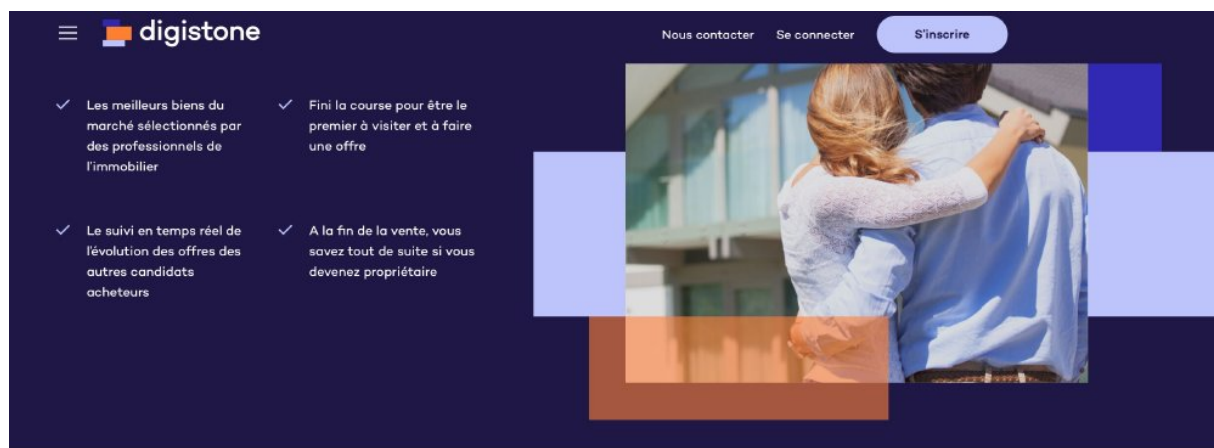 digistone
Nous contacter
Se connecter
S'inscrire
Les meilleurs biens du
marché sélectionnés par
des professionnels de
l'immobilier
Fini la course pour être le
premier à visiter et à faire
une offre
Le suivi en temps réel de
l'évolution des offres des
autres candidats
acheteurs
A la fin de la vente, vous
savez tout de suite si vous
devenez propriétaire